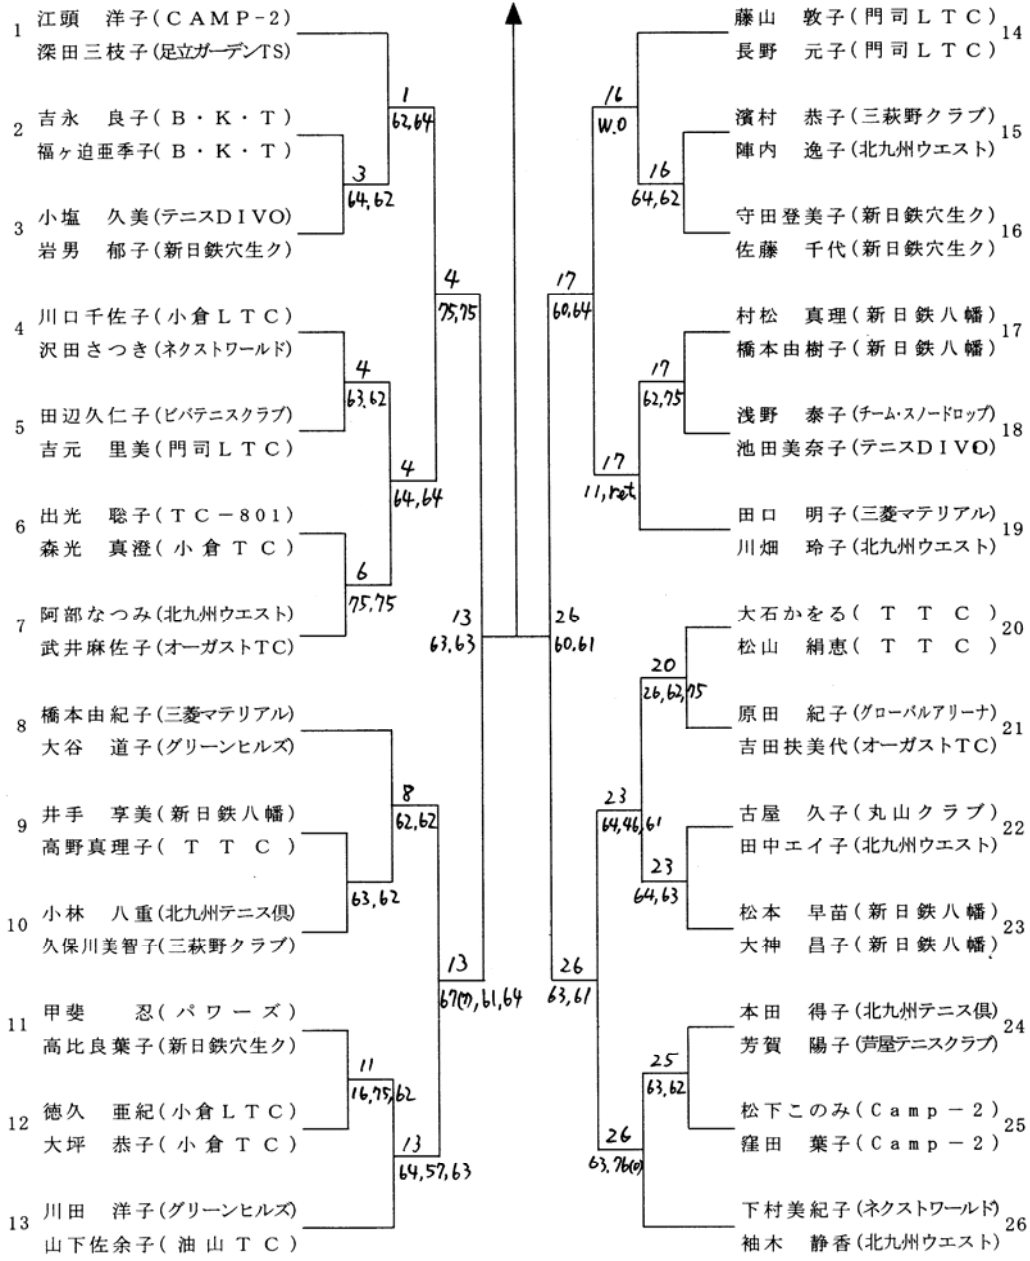 1
江頭 洋子(CAMP-2)
深田三枝子(足立ガーデンTS)
2
吉永 良子(B・K・T)
福ヶ迫亜季子(B・K・T)
3
小塩 久美(テニスDIVO)
岩男 郁子(新日鉄穴生ク)
4
川口千佐子(小倉LTC)
沢田さつき(ネクストワールド)
5
田辺久仁子(ビバテニスクラブ)
吉元 里美(門司LTC)
6
出光 聡子(TC-801)
森光 真澄(小倉TC)
7
阿部なつみ(北九州ウエスト)
武井麻佐子(オーガストTC)
8
橋本由紀子(三菱マテリアル)
大谷 道子(グリーンヒルズ)
9
井手 享美(新日鉄八幡)
高野真理子(TTC)
10
小林 八重(北九州テニス倶)
久保川美智子(三萩野クラブ)
11
甲斐 忍(パワーズ)
高比良葉子(新日鉄穴生ク)
12
徳久 亜紀(小倉LTC)
大坪 恭子(小倉TC)
13
川田 洋子(グリーンヒルズ)
山下佐余子(油山TC)
3
64,62
4
63,62
6
75,75
63,62
11
16,75,62
1
62,64
4
64,64
8
62,62
13
64,57,63
4
75,75
13
67(7),61,64
13
63,63
26
60,61
17
60,64
26
63,61
16
W.O
17
11,ret
23
64,46,61
26
63,76(0)
16
64,62
17
62,75
20
26,62,75
23
64,63
25
63,62
藤山 敦子(門司LTC)
長野 元子(門司LTC)
14
濱村 恭子(三萩野クラブ)
陣内 逸子(北九州ウエスト)
15
守田登美子(新日鉄穴生ク)
佐藤 千代(新日鉄穴生ク)
16
村松 真理(新日鉄八幡)
橋本由樹子(新日鉄八幡)
17
浅野 泰子(チーム・スノードロップ)
池田美奈子(テニスDIVO)
18
田口 明子(三菱マテリアル)
川畑 玲子(北九州ウエスト)
19
大石かをる(TTC)
松山 絹恵(TTC)
20
原田 紀子(グローバルアリーナ)
吉田扶美代(オーガストTC)
21
古屋 久子(丸山クラブ)
田中エイ子(北九州ウエスト)
22
松本 早苗(新日鉄八幡)
大神 昌子(新日鉄八幡)
23
本田 得子(北九州テニス倶)
芳賀 陽子(芦屋テニスクラブ)
24
松下このみ(Camp-2)
窪田 葉子(Camp-2)
25
下村美紀子(ネクストワールド)
袖木 静香(北九州ウエスト)
26